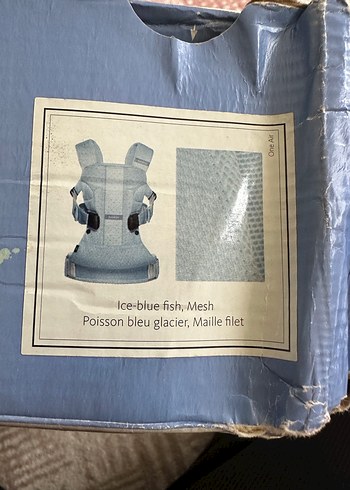 One Air
Ice-blue fish, Mesh
Poisson bleu glacier, Maille filet